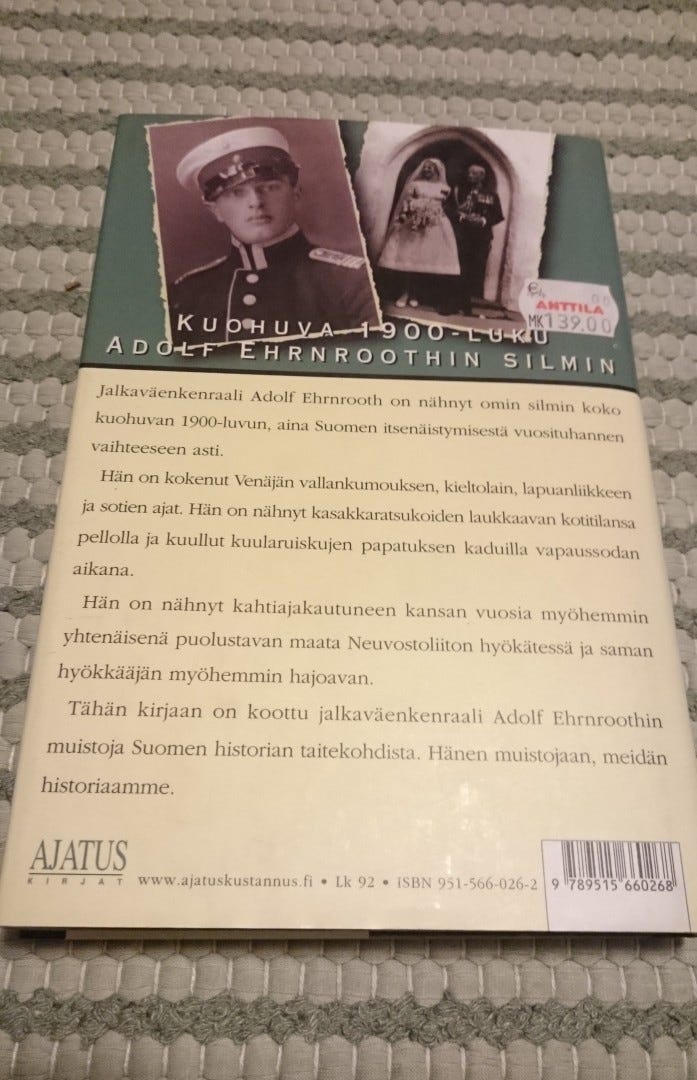 €
00
ANTTILA
MK139.00
KUOHUVA 1900-LUKU
ADOLF EHRNROOTHIN SILMIN
Jalkaväenkenraali Adolf Ehrnrooth on nähnyt omin silmin koko
kuohuvan 1900-luvun, aina Suomen itsenäistymisestä vuosituhannen
vaihteeseen asti.
Hän on kokenut Venäjän vallankumouksen, kieltolain, lapuanliikkeen
ja sotien ajat. Hän on nähnyt kasakkaratsukoiden laukkaavan kotitilansa
pellolla ja kuullut kuularuiskujen papatuksen kaduilla vapaussodan
aikana.
Hän on nähnyt kahtiajakautuneen kansan vuosia myöhemmin
yhtenäisenä puolustavan maata Neuvostoliiton hyökätessä ja saman
hyökkääjän myöhemmin hajoavan.
Tähän kirjaan on koottu jalkaväenkenraali Adolf Ehrnroothin
muistoja Suomen historian taitekohdista. Hänen muistojaan, meidän
historiaamme.
AJATUS
KIRJAT
www.ajatuskustannus.fi • Lk 92 • ISBN 951-566-026-2
9 789515 660268